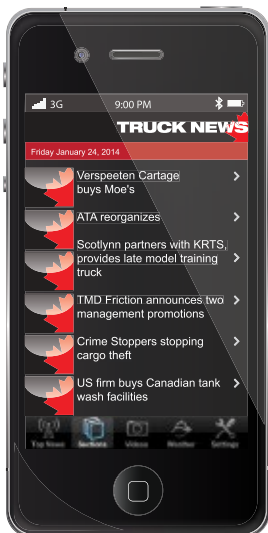 3G 9:00 PM
TRUCK NEWS
Friday January 24, 2014
Verspeeten Cartage
buys Moe's
ATA reorganizes
Scotlynn partners with KRTS,
provides late model training
truck
TMD Friction announces two
management promotions
Crime Stoppers stopping
cargo theft
US firm buys Canadian tank
wash facilities
Top News Sections Videos Weather Settings